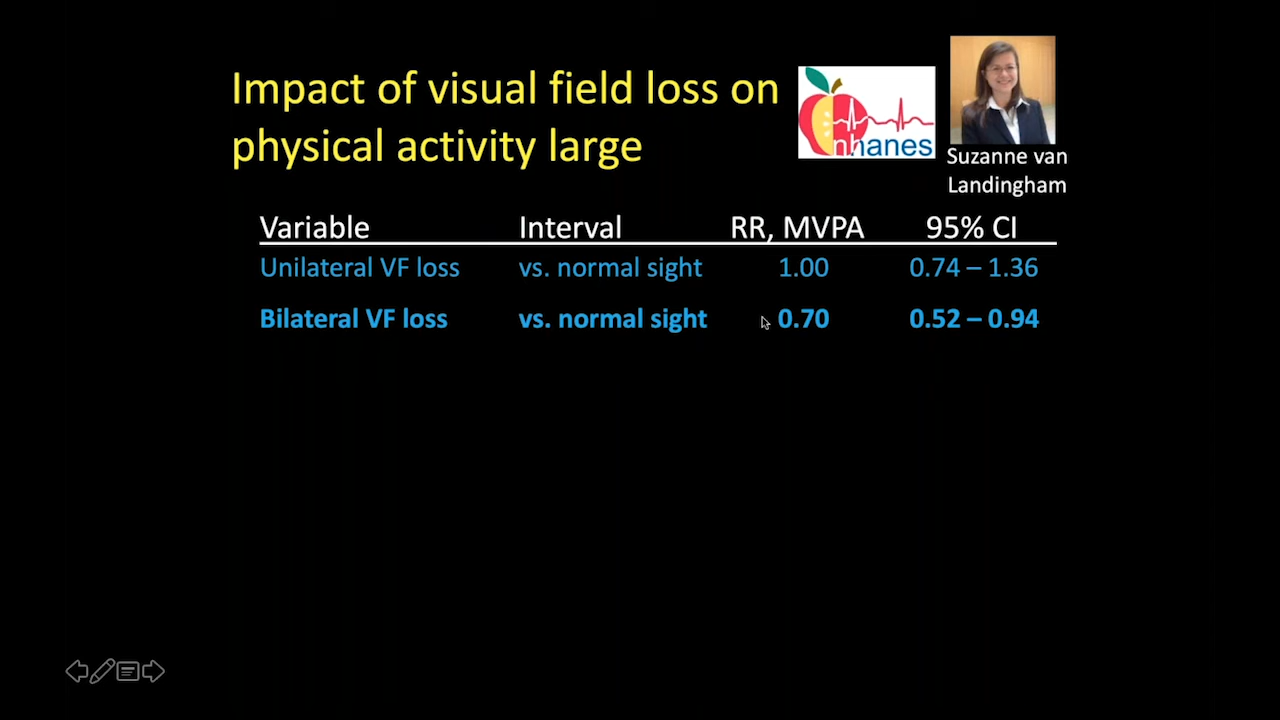 Impact of visual field loss on
physical activity large
nhanes
Suzanne van
Landingham
Variable Interval RR, MVPA 95% CI
Unilateral VF loss vs. normal sight 1.00 0.74 – 1.36
Bilateral VF loss vs. normal sight 0.70 0.52 – 0.94